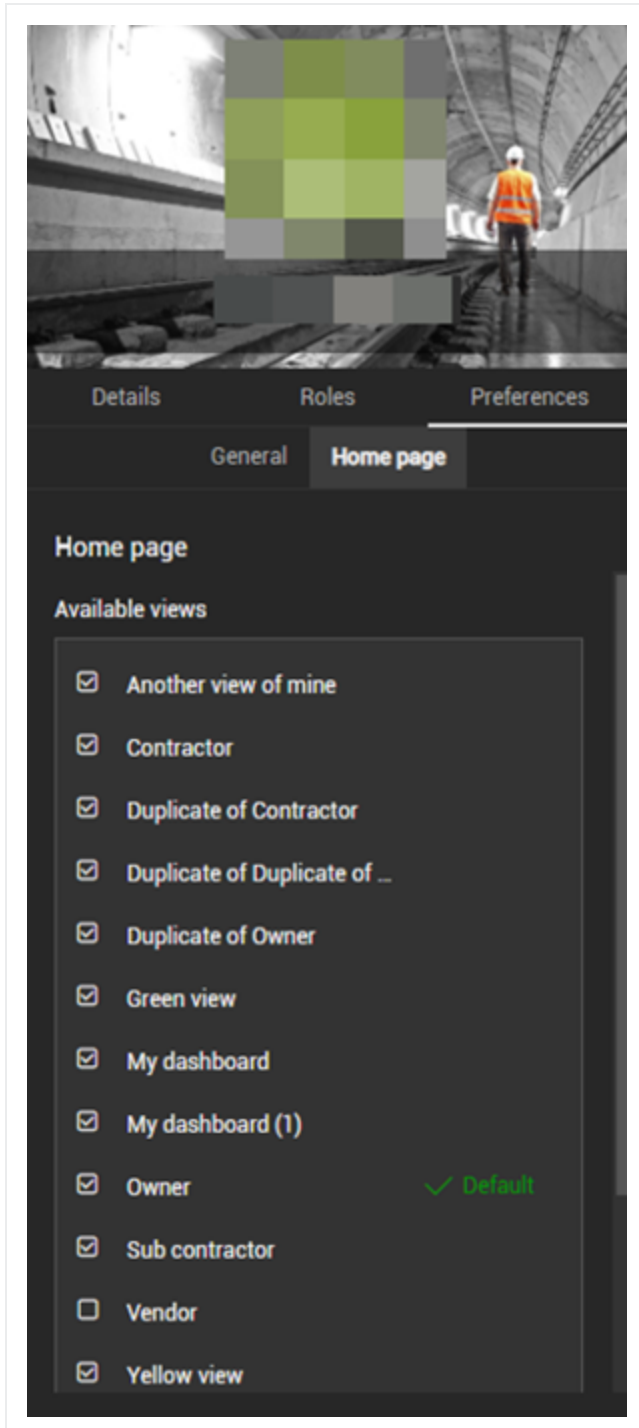 Details Roles Preferences
General Home page
Home page
Available views
Another view of mine
Contractor
Duplicate of Contractor
Duplicate of Duplicate of ...
Duplicate of Owner
Green view
My dashboard
My dashboard (1)
Owner Default
Sub contractor
Vendor
Yellow view